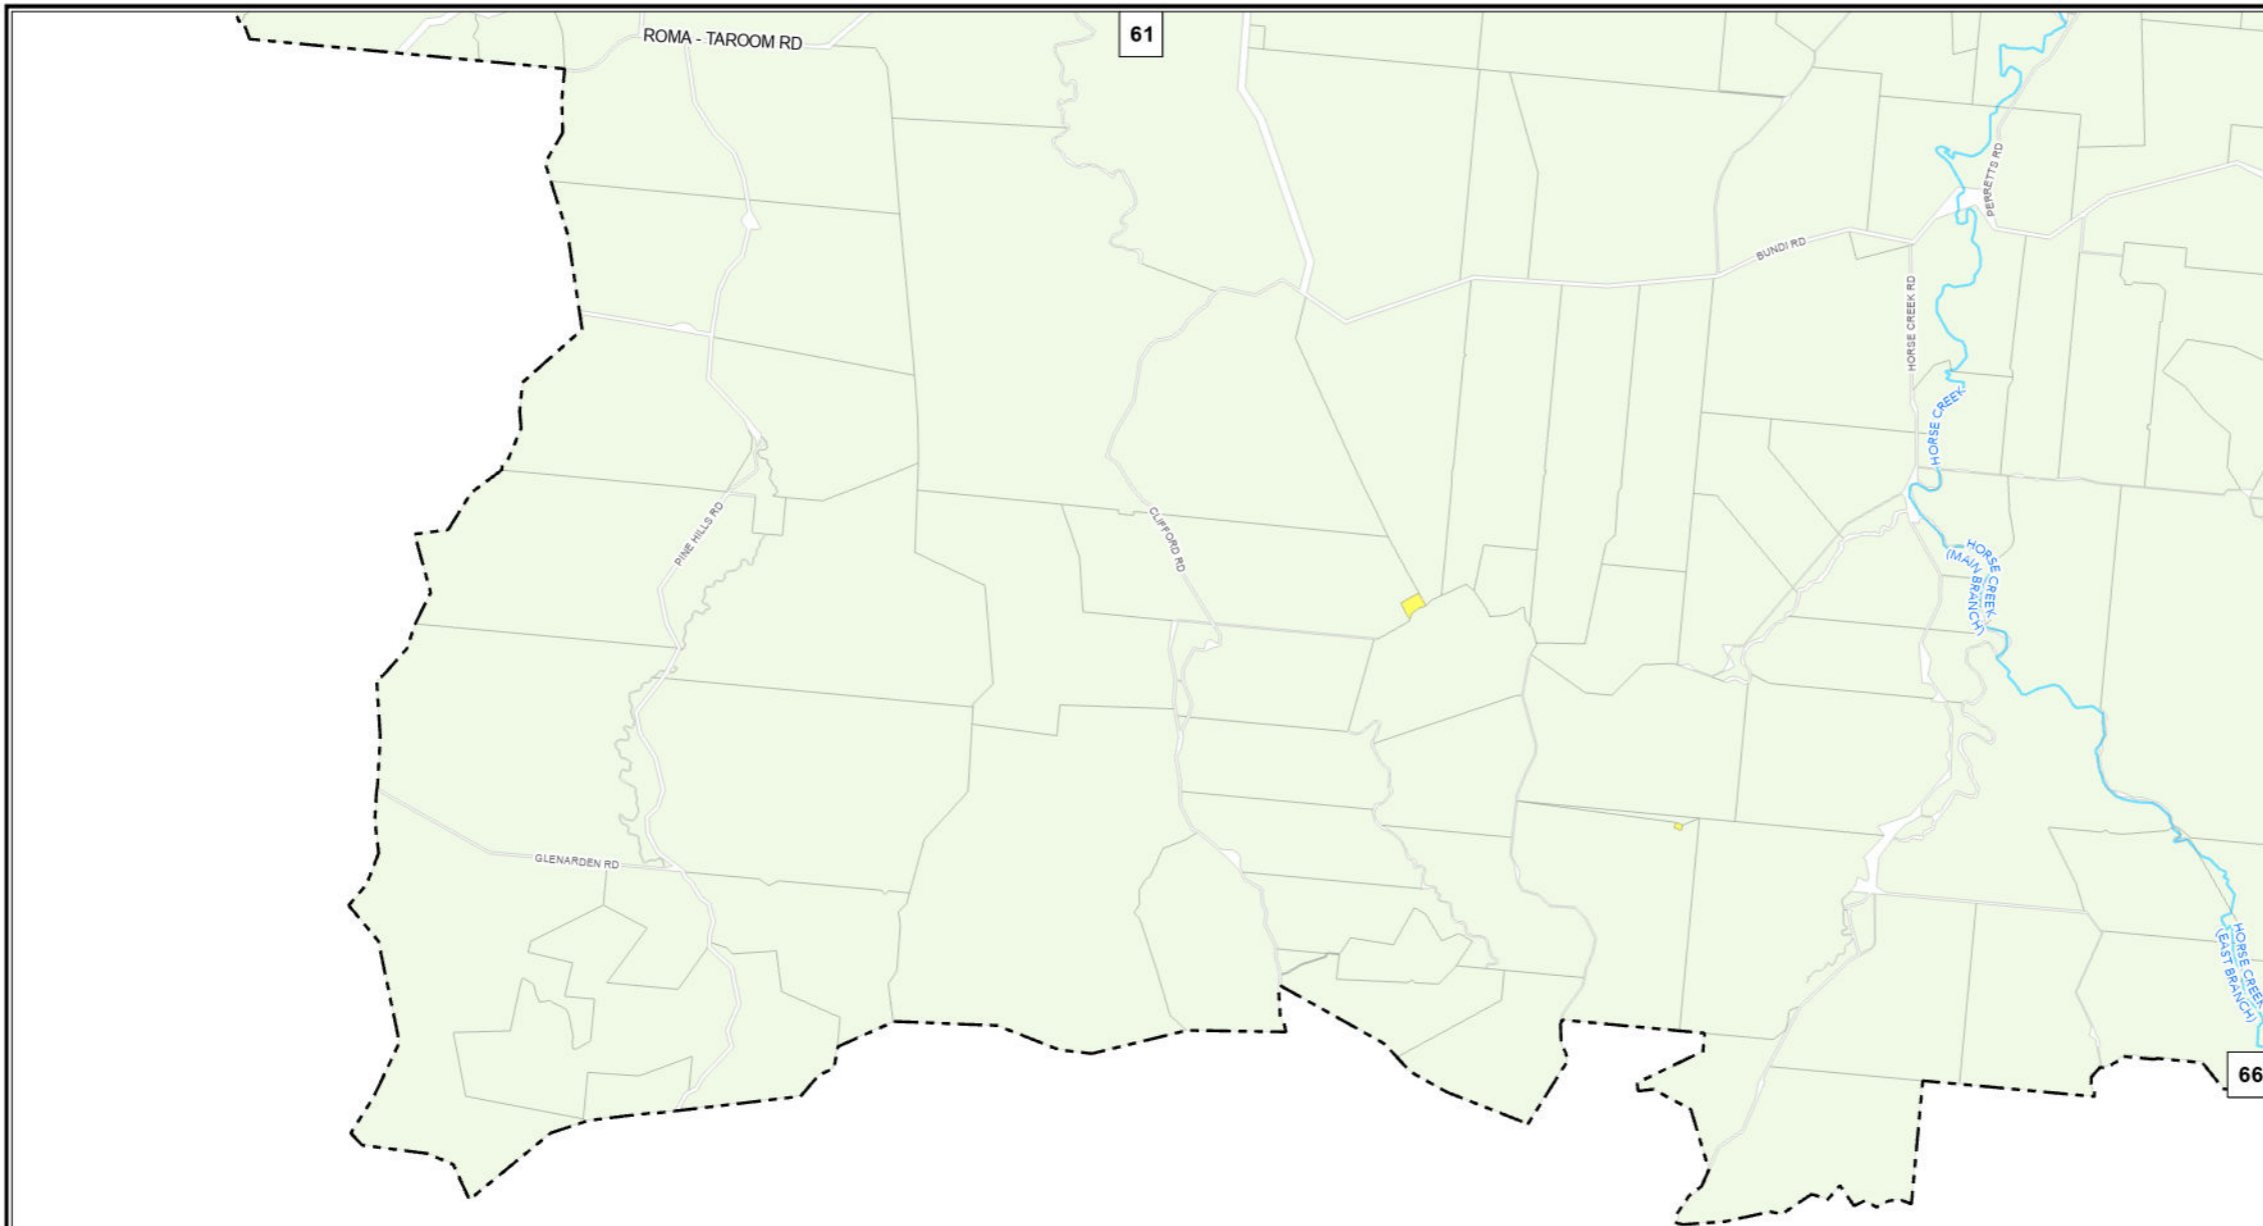 ROMA - TAROOM RD
61
PERRETTS RD
BUNDI RD
HORSE CREEK RD
HORSE CREEK
PINE HILLS RD
CLIFFORD RD
HORSE CREEK
(MAIN BRANCH)
GLENARDEN RD
HORSE CREEK
(EAST BRANCH)
66